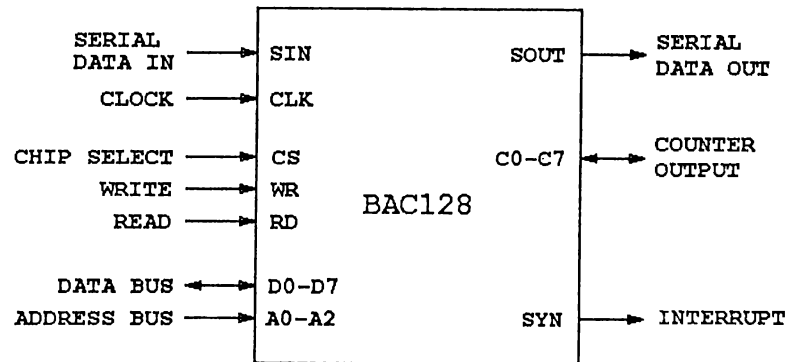 SERIAL
DATA IN
SIN
CLOCK
CLK
CHIP SELECT
CS
WRITE
WR
READ
RD
DATA BUS
D0-D7
ADDRESS BUS
A0-A2
BAC128
SOUT
SERIAL
DATA OUT
C0-C7
COUNTER
OUTPUT
SYN
INTERRUPT